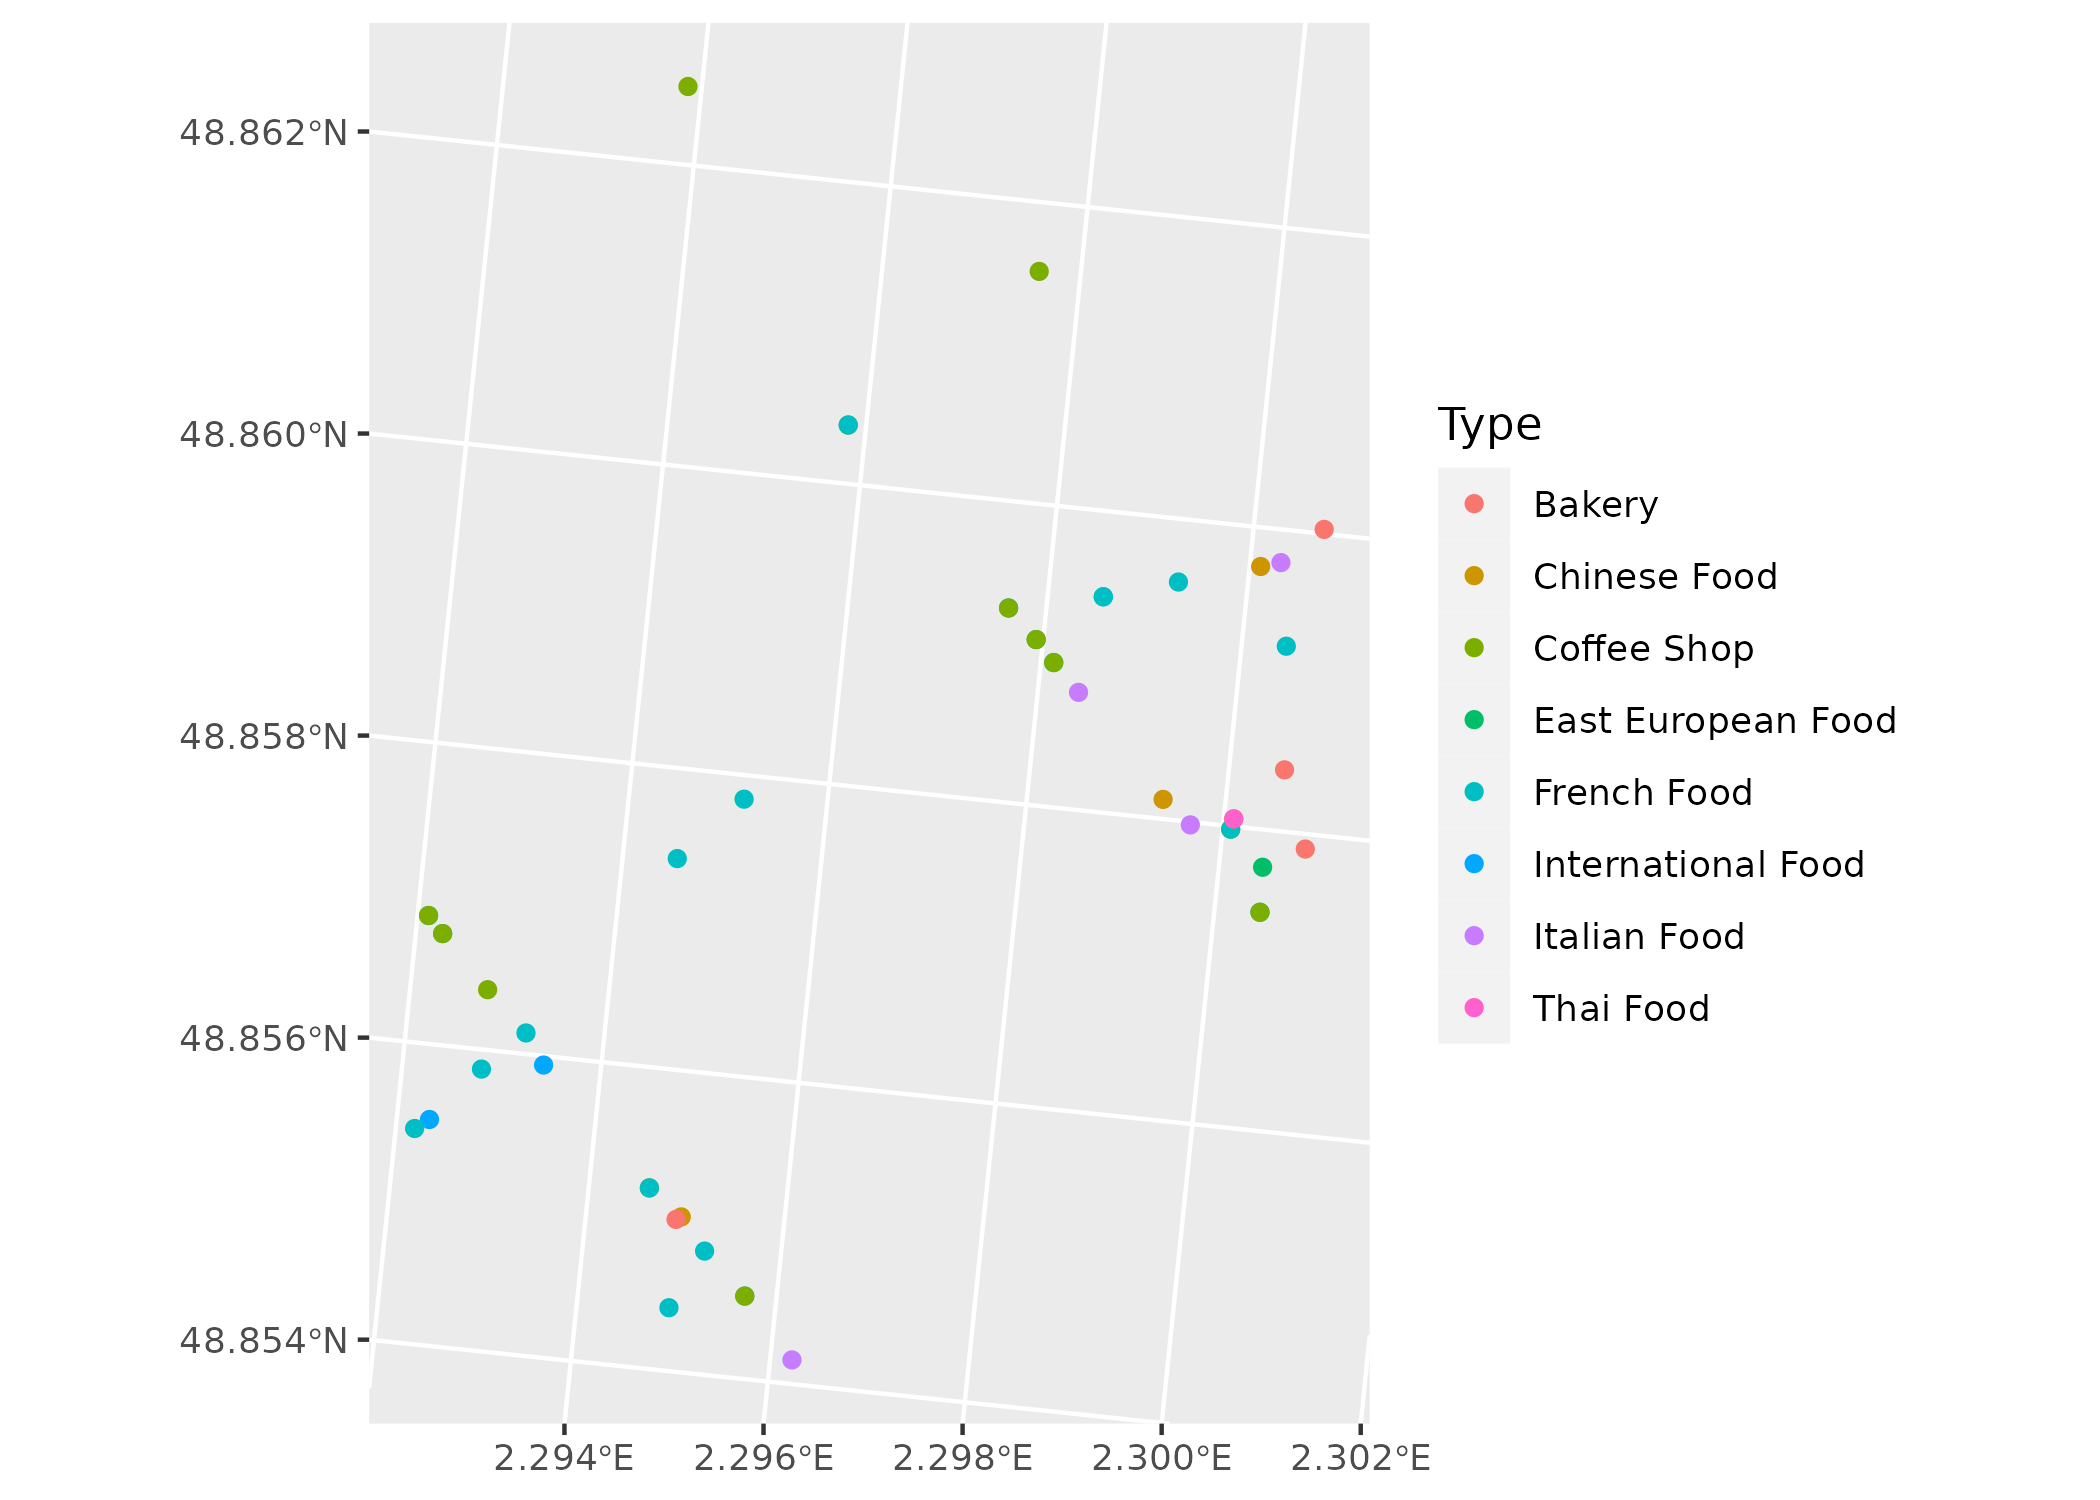 48.862°N
48.860°N
48.858°N
48.856°N
48.854°N
2.294°E 2.296°E 2.298°E 2.300°E 2.302°E
Type
Bakery
Chinese Food
Coffee Shop
East European Food
French Food
International Food
Italian Food
Thai Food